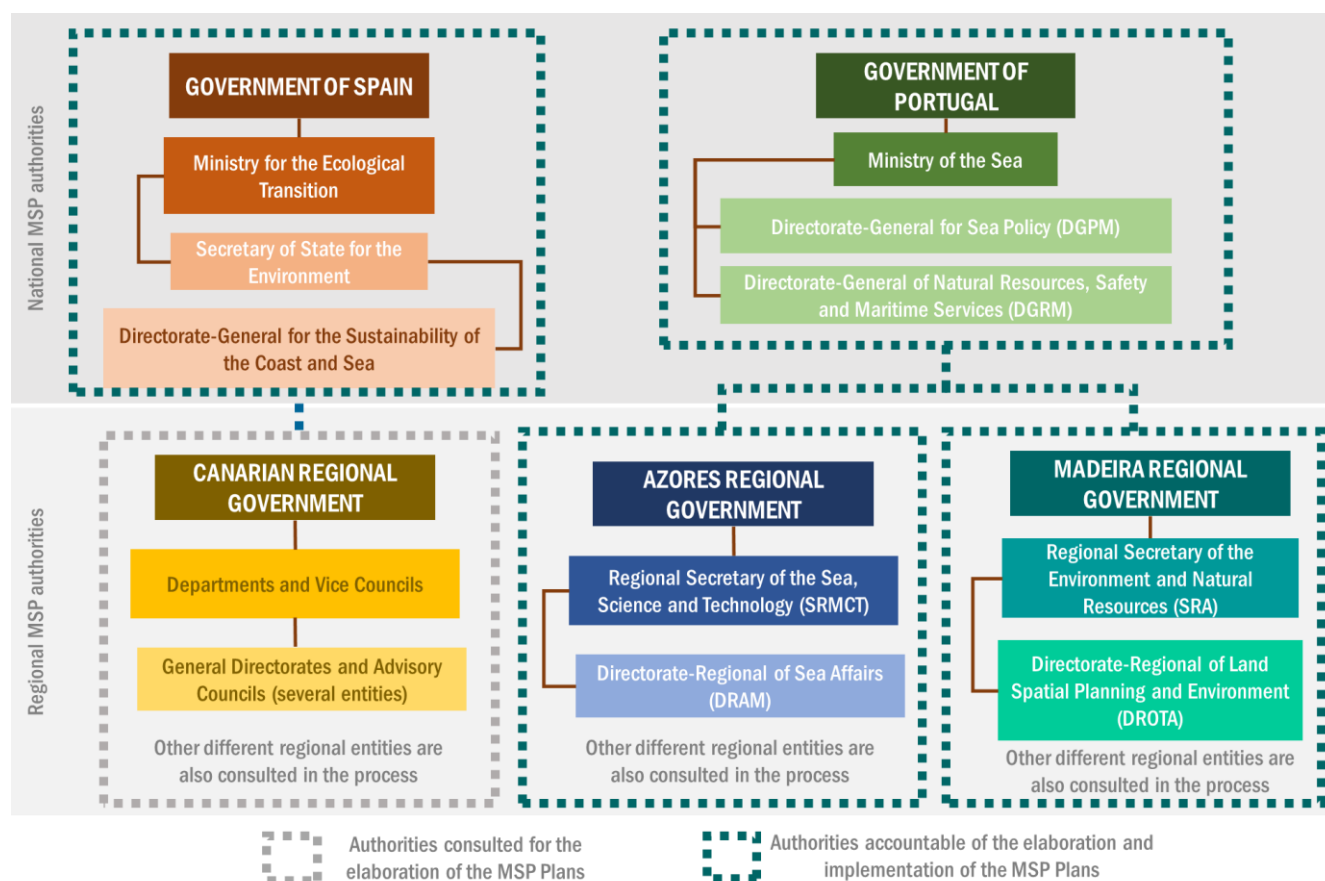 National MSP authorities
GOVERNMENT OF SPAIN
Ministry for the Ecological
Transition
Secretary of State for the
Environment
Directorate-General for the Sustainability of
the Coast and Sea
GOVERNMENT OF
PORTUGAL
Ministry of the Sea
Directorate-General for Sea Policy (DGPM)
Directorate-General of Natural Resources, Safety
and Maritime Services (DGRM)
Regional MSP authorities
CANARIAN REGIONAL
GOVERNMENT
Departments and Vice Councils
General Directorates and Advisory
Councils (several entities)
Other different regional entities are
also consulted in the process
AZORES REGIONAL
GOVERNMENT
Regional Secretary of the Sea,
Science and Technology (SRMCT)
Directorate-Regional of Sea Affairs
(DRAM)
Other different regional entities are
also consulted in the process
MADEIRA REGIONAL
GOVERNMENT
Regional Secretary of the
Environment and Natural
Resources (SRA)
Directorate-Regional of Land
Spatial Planning and Environment
(DROTA)
Other different regional entities are
also consulted in the process
Authorities consulted for the
elaboration of the MSP Plans
Authorities accountable of the elaboration and
implementation of the MSP Plans